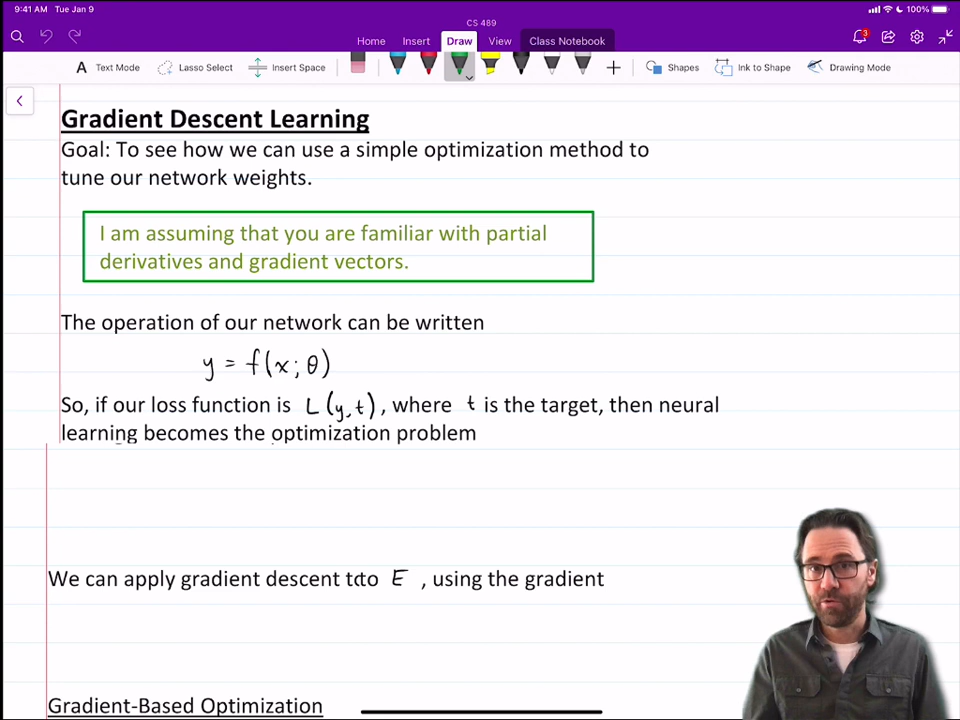 9:41 AM Tue Jan 9
100%
CS 489
Home Insert Draw View Class Notebook
3
A Text Mode Lasso Select Insert Space Shapes Ink to Shape Drawing Mode
Gradient Descent Learning
Goal: To see how we can use a simple optimization method to
tune our network weights.
I am assuming that you are familiar with partial
derivatives and gradient vectors.
The operation of our network can be written
y = f(x; θ)
So, if our loss function is L(y,t), where t is the target, then neural
learning becomes the optimization problem
We can apply gradient descent to E, using the gradient
Gradient-Based Optimization